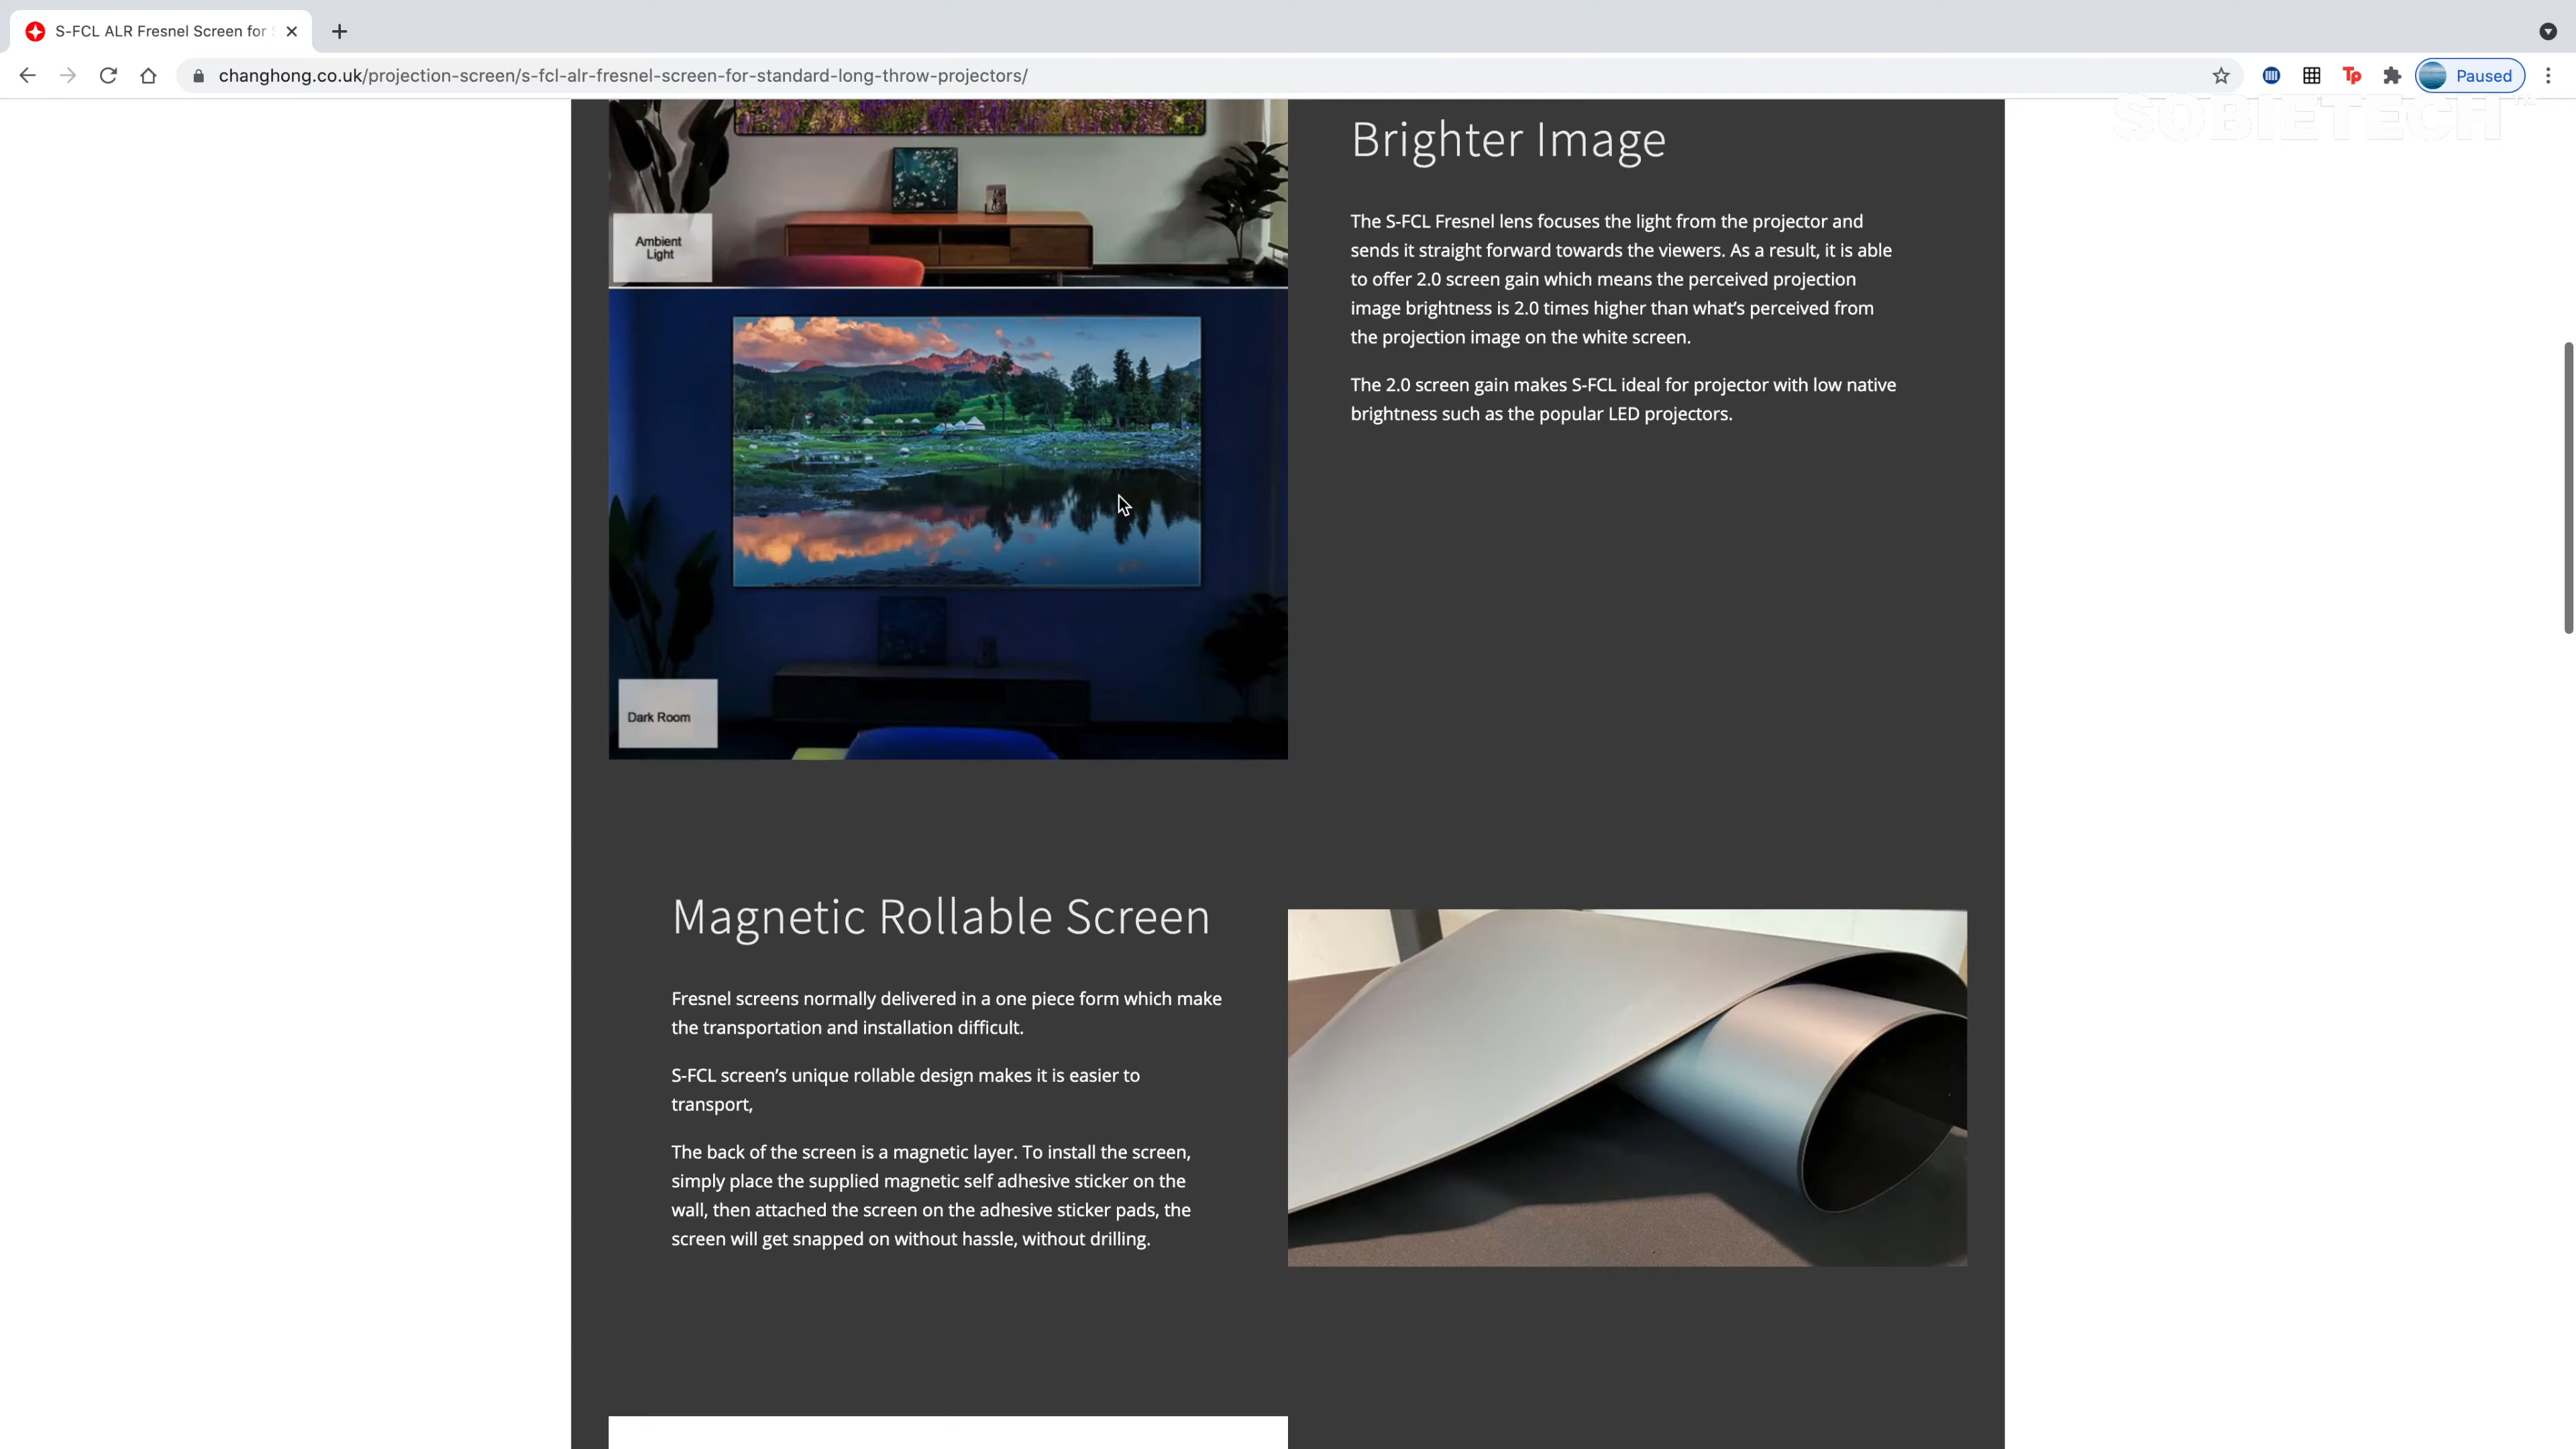 S-FCL ALR Fresnel Screen for
changhong.co.uk/projection-screen/s-fcl-alr-fresnel-screen-for-standard-long-throw-projectors/
Tp
Paused
SOBIETECH
Brighter Image
Ambient
Light
The S-FCL Fresnel lens focuses the light from the projector and
sends it straight forward towards the viewers. As a result, it is able
to offer 2.0 screen gain which means the perceived projection
image brightness is 2.0 times higher than what’s perceived from
the projection image on the white screen.
The 2.0 screen gain makes S-FCL ideal for projector with low native
brightness such as the popular LED projectors.
Dark Room
Magnetic Rollable Screen
Fresnel screens normally delivered in a one piece form which make
the transportation and installation difficult.
S-FCL screen’s unique rollable design makes it is easier to
transport,
The back of the screen is a magnetic layer. To install the screen,
simply place the supplied magnetic self adhesive sticker on the
wall, then attached the screen on the adhesive sticker pads, the
screen will get snapped on without hassle, without drilling.